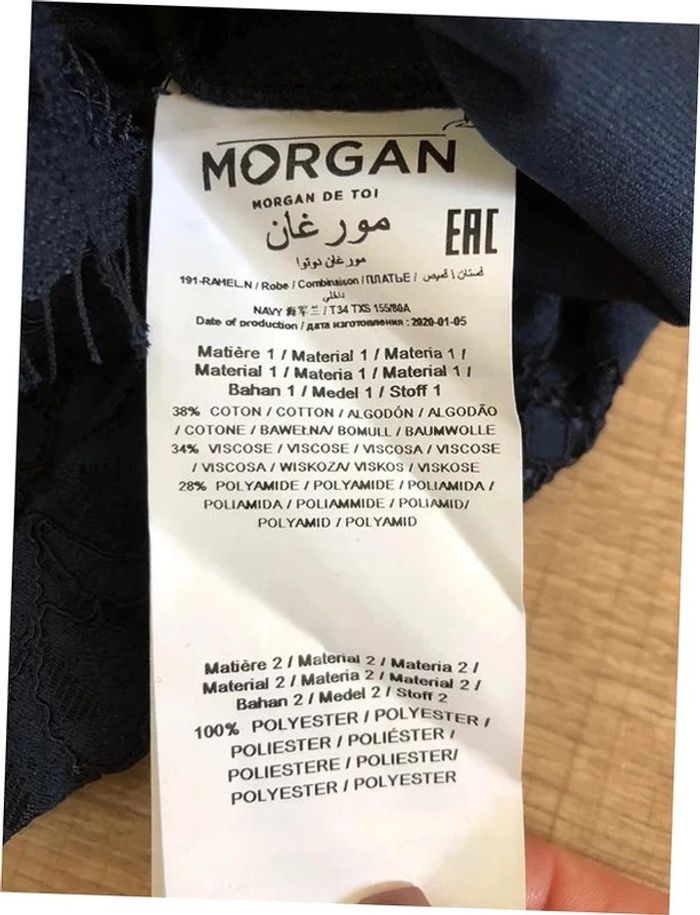 MORGAN
MORGAN DE TOI
مورغان
EAC
مورغان دوتوا
191-RAHEL.N / Robe / Combinaison / ПЛАТЬЕ / فستان | قميص
داخلي
NAVY 海军兰 / T34 TXS 155/80A
Date of production / дата изготовления : 2020-01-05
Matière 1 / Material 1 / Materia 1 /
Material 1 / Materia 1 / Material 1 /
Bahan 1 / Medel 1 / Stoff 1
38% COTON / COTTON / ALGODÓN / ALGODÃO
/ COTONE / BAWEŁNA/ BOMULL / BAUMWOLLE
34% VISCOSE / VISCOSE / VISCOSA / VISCOSE
/ VISCOSA / WISKOZA/ VISKOS / VISKOSE
28% POLYAMIDE / POLYAMIDE / POLIAMIDA /
POLIAMIDA / POLIAMMIDE / POLIAMID/
POLYAMID / POLYAMID
Matière 2 / Material 2 / Materia 2 /
Material 2 / Materia 2 / Material 2 /
Bahan 2 / Medel 2 / Stoff 2
100% POLYESTER / POLYESTER /
POLIESTER / POLIÉSTER /
POLIESTERE / POLIESTER/
POLYESTER / POLYESTER